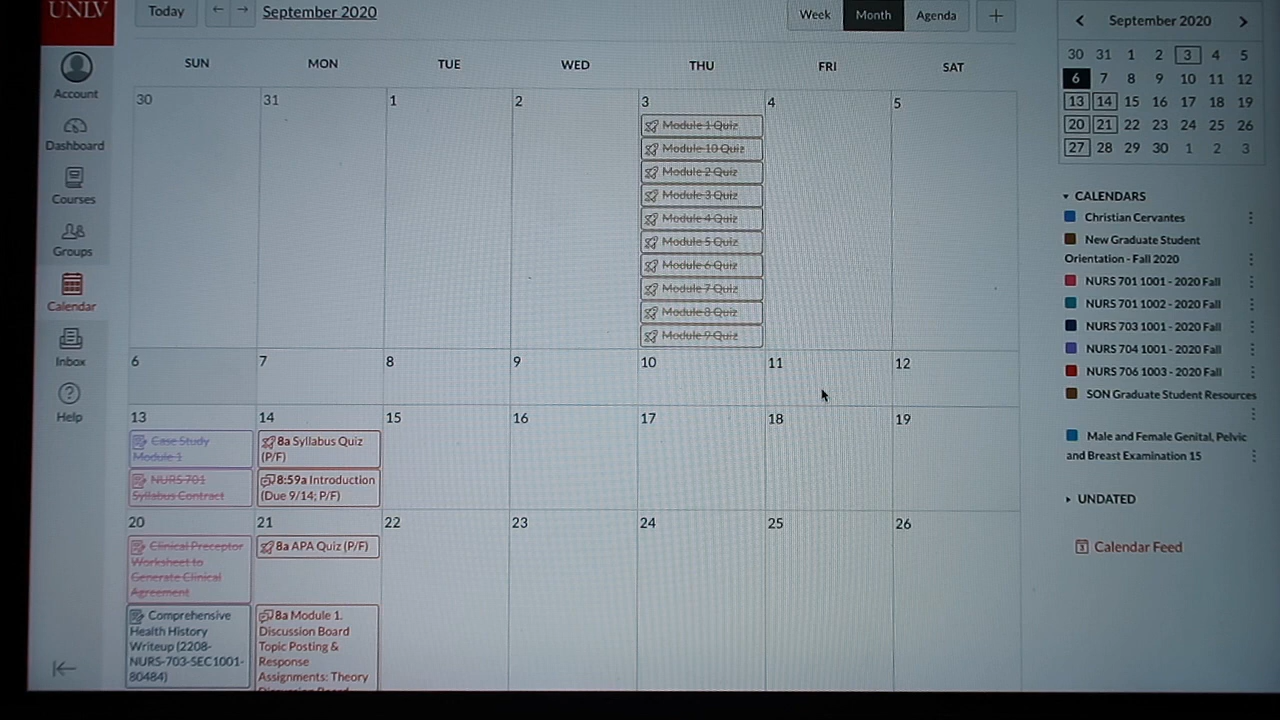 UNLV
Account
Dashboard
Courses
Groups
Calendar
Inbox
Help
Today
← → September 2020
Week Month Agenda +
SUN MON TUE WED THU FRI SAT
30 31 1 2 3 4 5
Module 1 Quiz
Module 10 Quiz
Module 2 Quiz
Module 3 Quiz
Module 4 Quiz
Module 5 Quiz
Module 6 Quiz
Module 7 Quiz
Module 8 Quiz
Module 9 Quiz
6 7 8 9 10 11 12
13 14 15 16 17 18 19
Case Study
Module 1
NURS 701
Syllabus Contract
8a Syllabus Quiz
(P/F)
8:59a Introduction
(Due 9/14; P/F)
20 21 22 23 24 25 26
Clinical Preceptor
Worksheet to
Generate Clinical
Agreement
Comprehensive
Health History
Writeup (2208-
NURS-703-SEC1001-
80484)
8a APA Quiz (P/F)
8a Module 1.
Discussion Board
Topic Posting &
Response
Assignments: Theory
Discussion Board
September 2020
30 31 1 2 3 4 5
6 7 8 9 10 11 12
13 14 15 16 17 18 19
20 21 22 23 24 25 26
27 28 29 30 1 2 3
CALENDARS
Christian Cervantes
New Graduate Student
Orientation - Fall 2020
NURS 701 1001 - 2020 Fall
NURS 701 1002 - 2020 Fall
NURS 703 1001 - 2020 Fall
NURS 704 1001 - 2020 Fall
NURS 706 1003 - 2020 Fall
SON Graduate Student Resources
Male and Female Genital, Pelvic
and Breast Examination 15
UNDATED
Calendar Feed